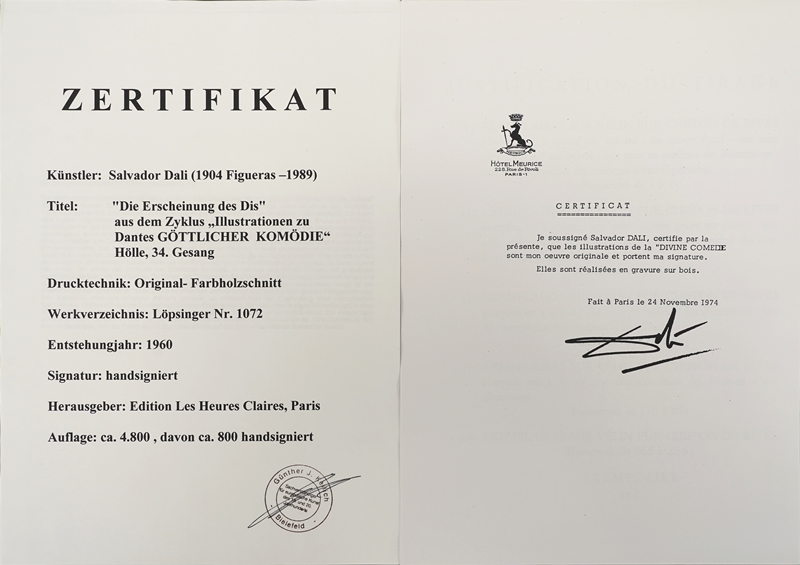 ZERTIFIKAT
Künstler: Salvador Dali (1904 Figueras –1989)
Titel: "Die Erscheinung des Dis"
aus dem Zyklus „Illustrationen zu
Dantes GÖTTLICHER KOMÖDIE“
Hölle, 34. Gesang
Drucktechnik: Original- Farbholzschnitt
Werkverzeichnis: Löpsinger Nr. 1072
Entstehungjahr: 1960
Signatur: handsigniert
Herausgeber: Edition Les Heures Claires, Paris
Auflage: ca. 4.800 , davon ca. 800 handsigniert
Günther J.
Bielefeld
HÔTEL MEURICE
228 Rue de Rivoli
PARIS-1
CERTIFICAT
================
Je soussigné Salvador DALI, certifie par la
présente, que les illustrations de la "DIVINE COMEDIE
sont mon oeuvre originale et portent ma signature.
Elles sont réalisées en gravure sur bois.
Fait à Paris le 24 Novembre 1974